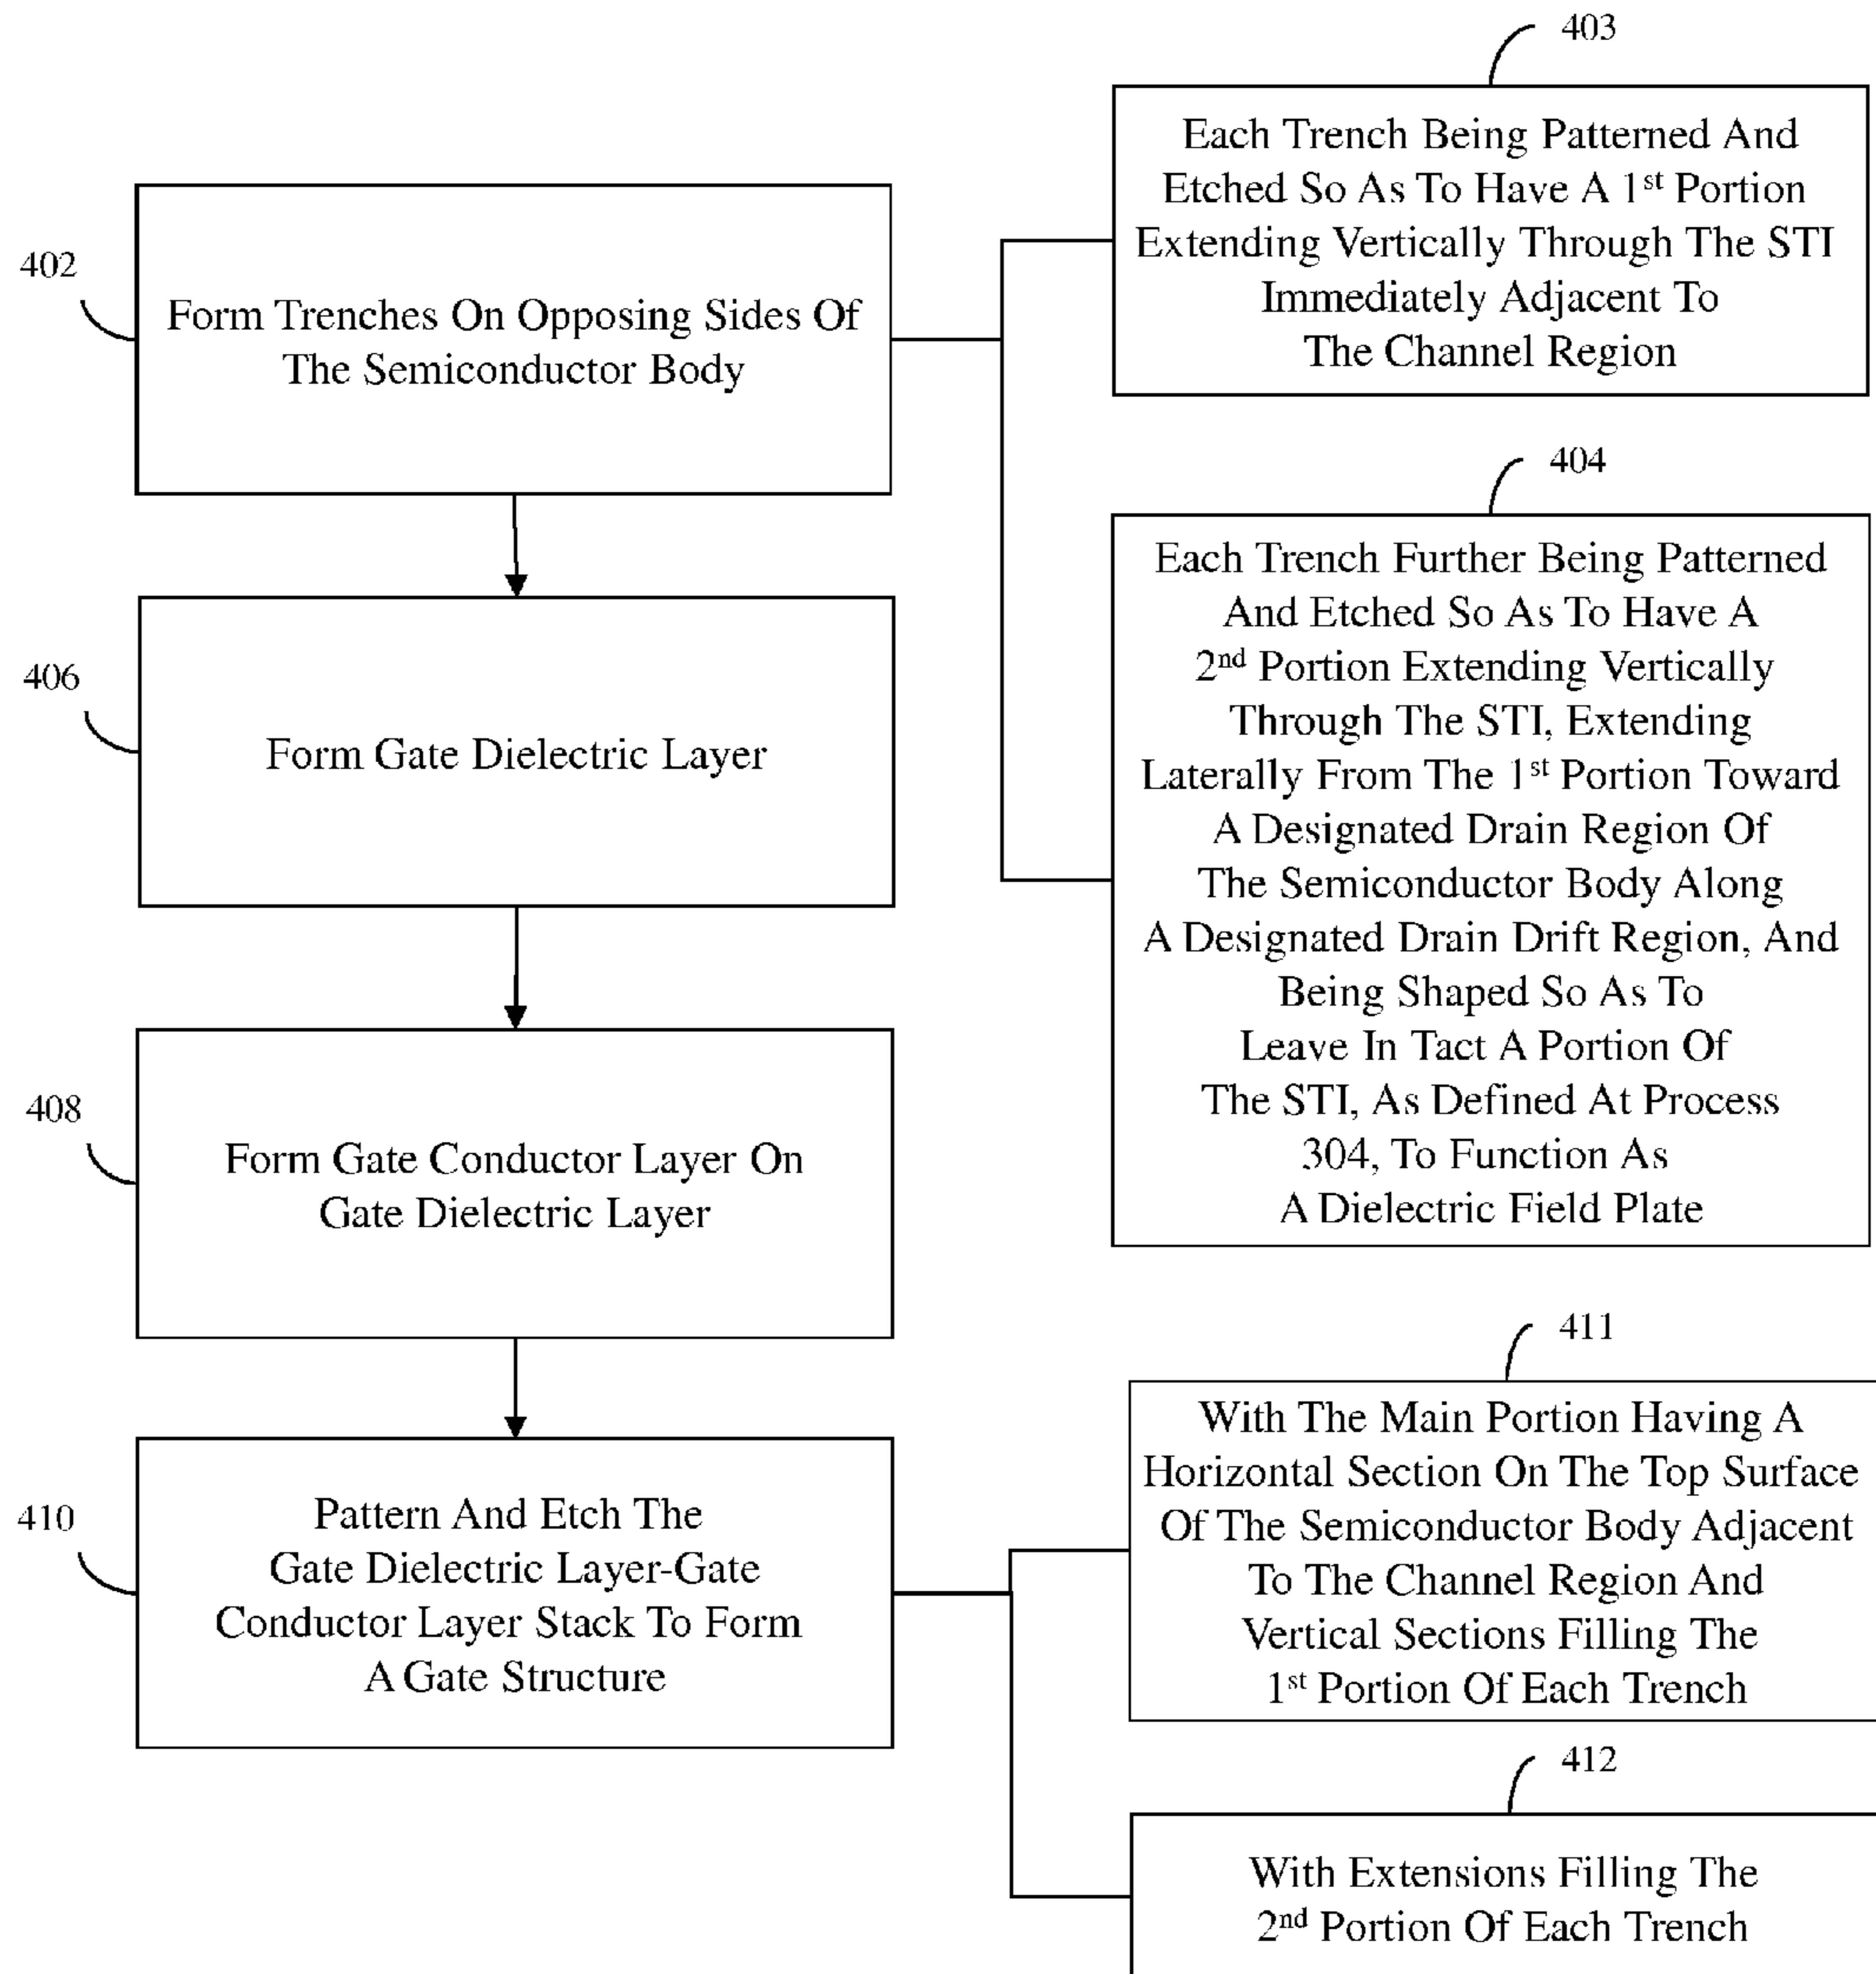 403
Each Trench Being Patterned And
Etched So As To Have A 1st Portion
Extending Vertically Through The STI
Immediately Adjacent To
The Channel Region
402
Form Trenches On Opposing Sides Of
The Semiconductor Body
404
Each Trench Further Being Patterned
And Etched So As To Have A
2nd Portion Extending Vertically
Through The STI, Extending
Laterally From The 1st Portion Toward
A Designated Drain Region Of
The Semiconductor Body Along
A Designated Drain Drift Region, And
Being Shaped So As To
Leave In Tact A Portion Of
The STI, As Defined At Process
304, To Function As
A Dielectric Field Plate
406
Form Gate Dielectric Layer
408
Form Gate Conductor Layer On
Gate Dielectric Layer
410
Pattern And Etch The
Gate Dielectric Layer-Gate
Conductor Layer Stack To Form
A Gate Structure
411
With The Main Portion Having A
Horizontal Section On The Top Surface
Of The Semiconductor Body Adjacent
To The Channel Region And
Vertical Sections Filling The
1st Portion Of Each Trench
412
With Extensions Filling The
2nd Portion Of Each Trench